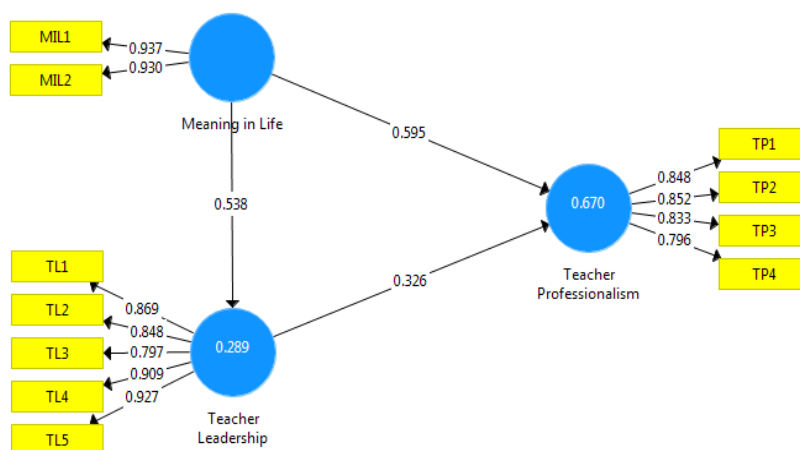 MIL1
0.937
MIL2
0.930
Meaning in Life
0.595
0.538
TP1
0.848
TP2
0.852
0.833
TP3
0.796
TP4
0.670
Teacher
Professionalism
0.326
TL1
0.869
TL2
0.848
TL3
0.797
0.289
TL4
0.909
0.927
TL5
Teacher
Leadership